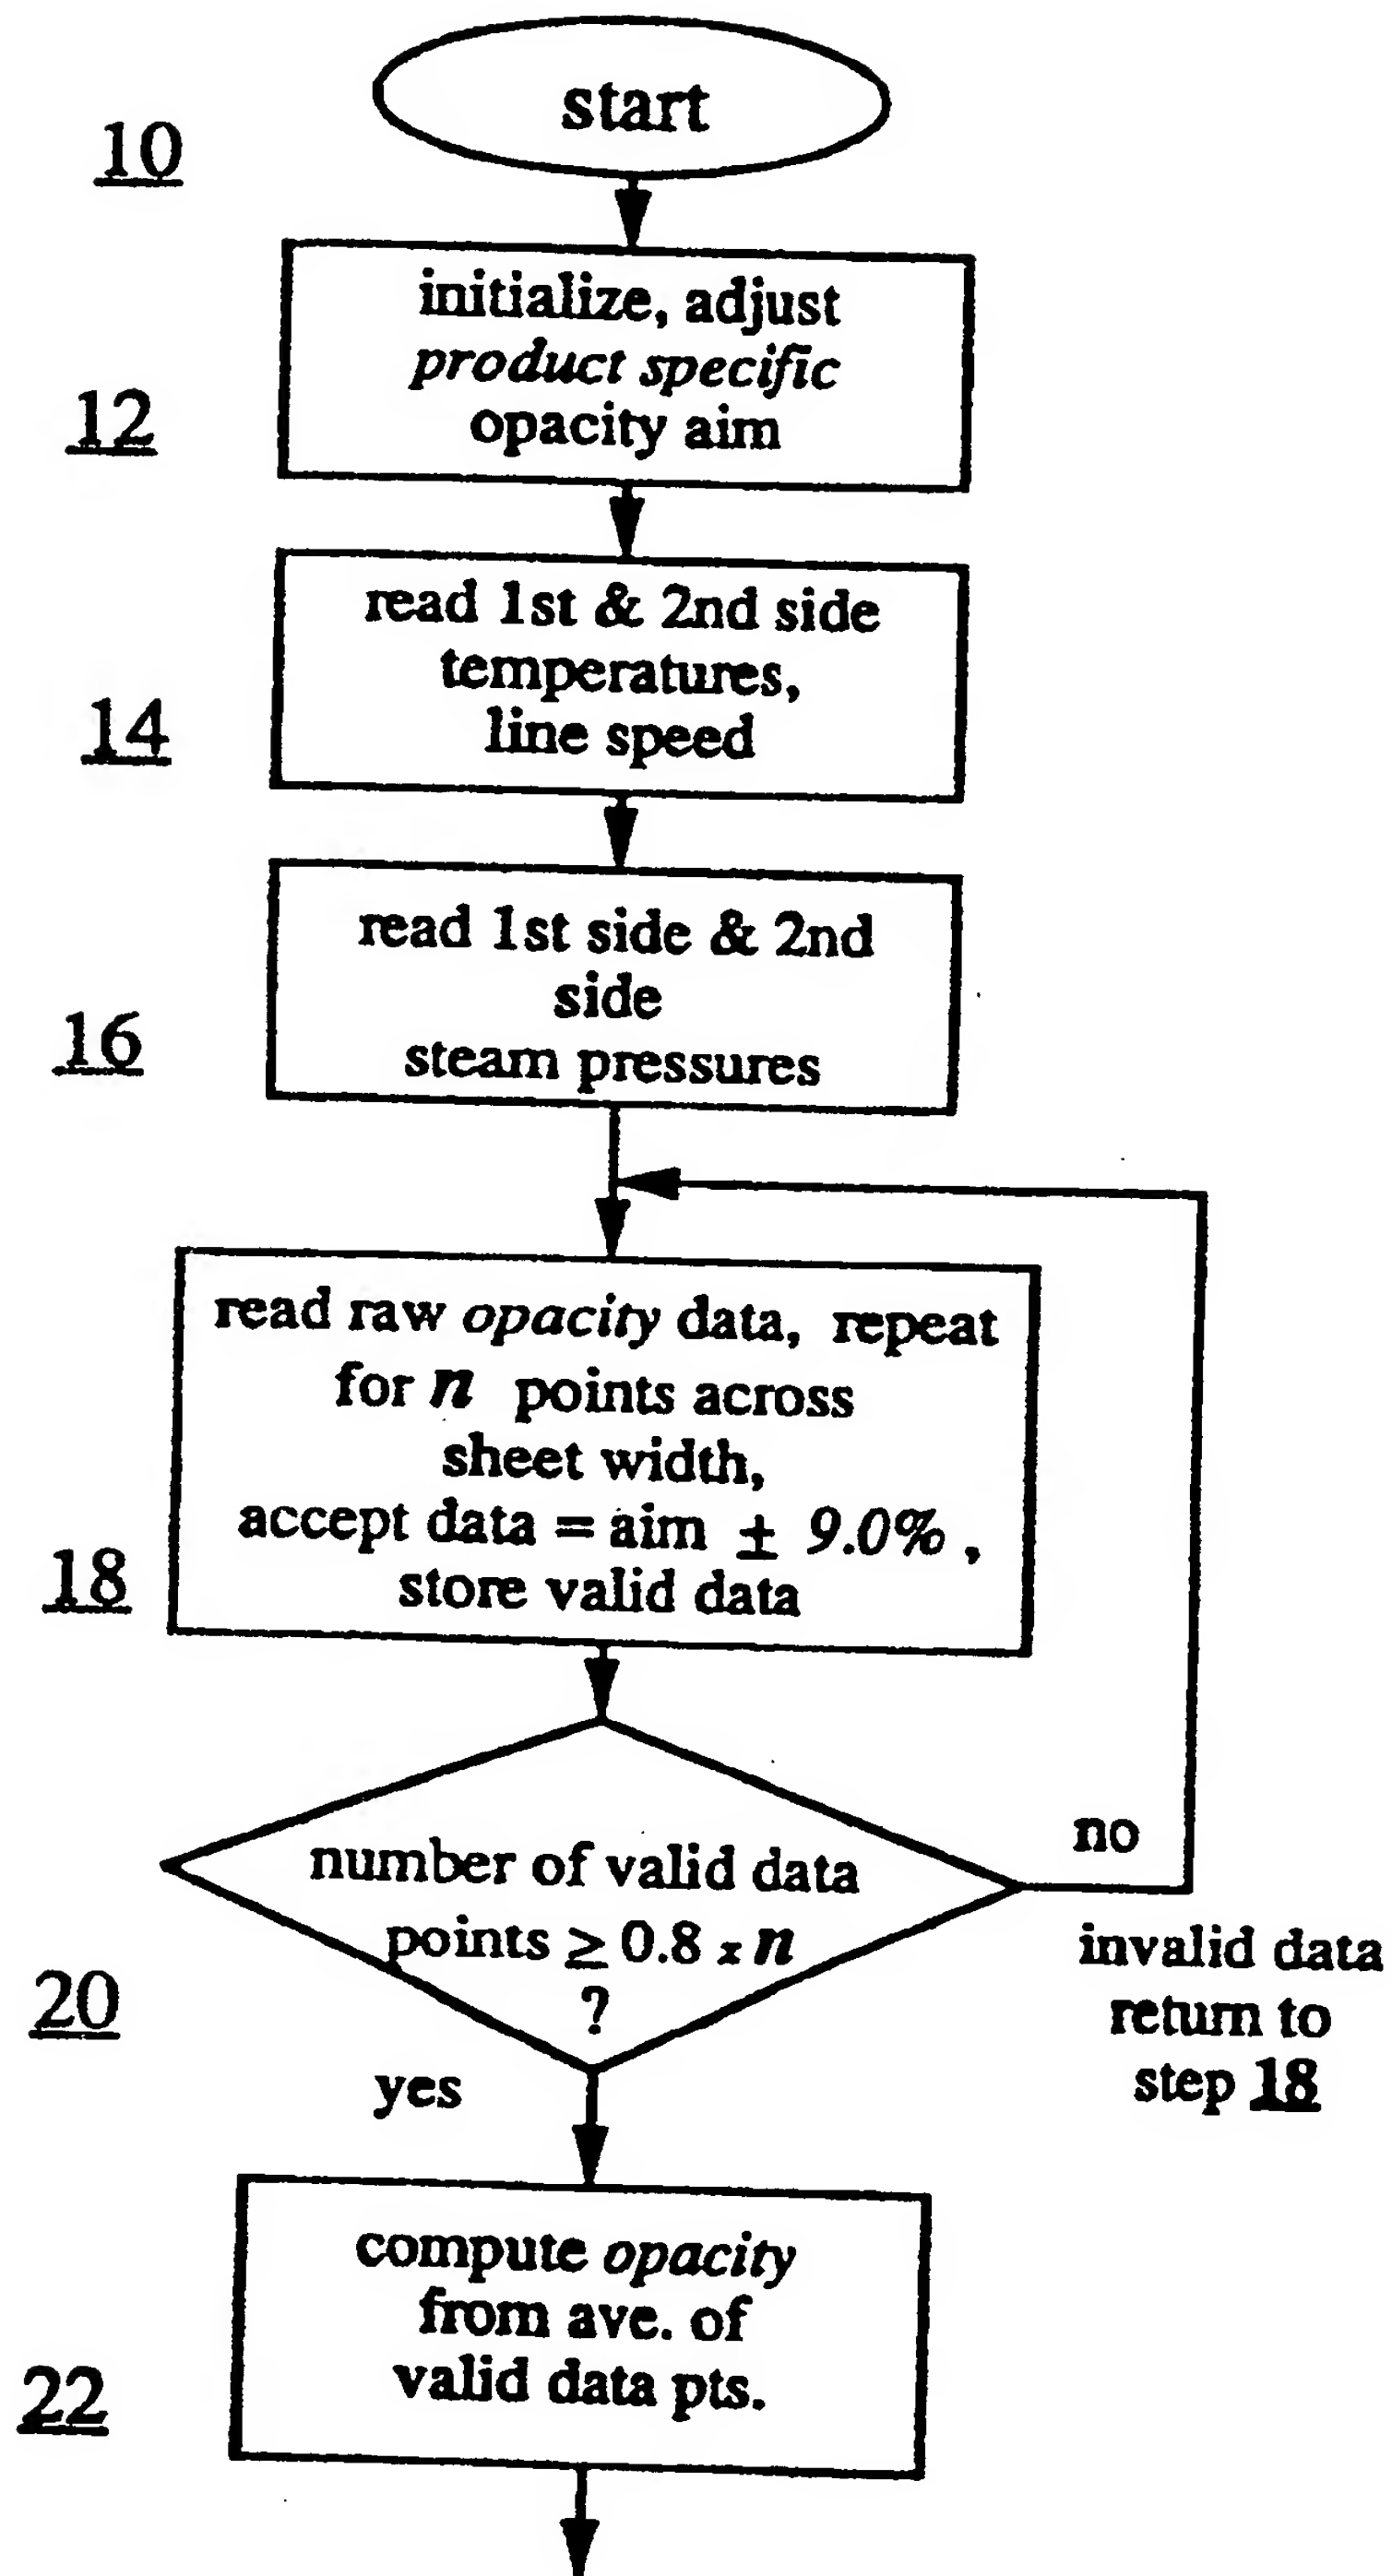 start
10
initialize, adjust
product specific
opacity aim
12
read 1st & 2nd side
temperatures,
line speed
14
read 1st side & 2nd
side
steam pressures
16
read raw opacity data, repeat
for n points across
sheet width,
accept data = aim ± 9.0% ,
store valid data
18
number of valid data
points ≥ 0.8 x n
?
20
no
invalid data
return to
step 18
yes
compute opacity
from ave. of
valid data pts.
22